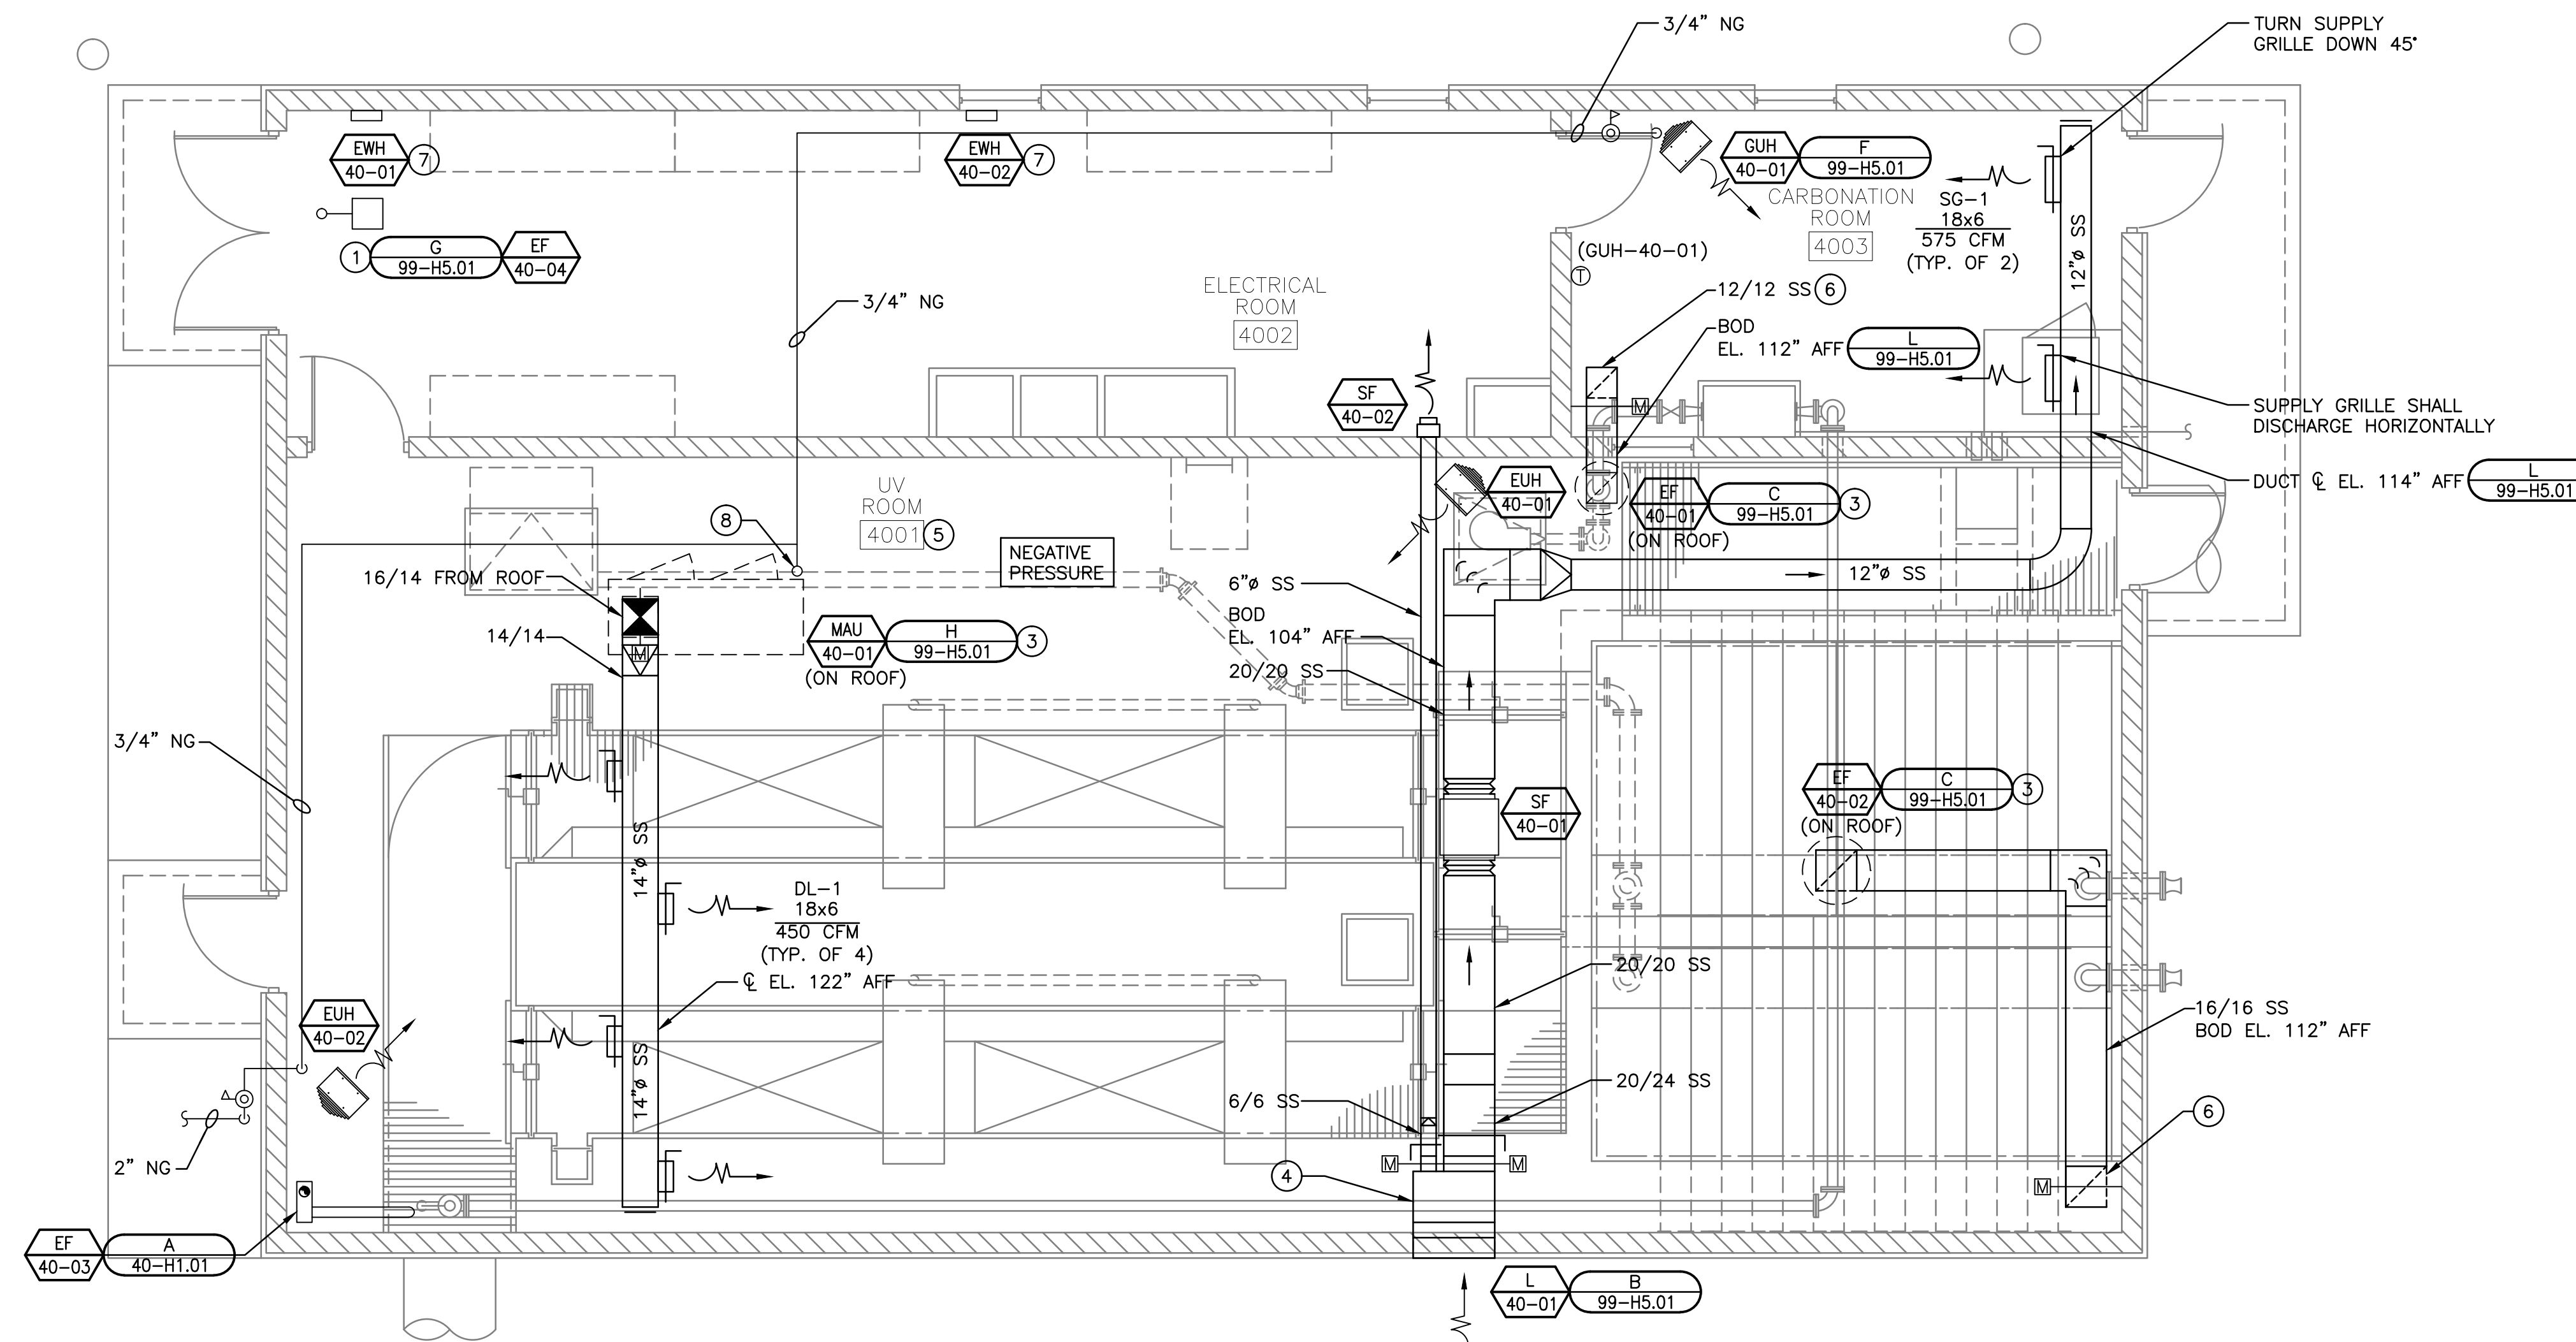 3/4" NG
TURN SUPPLY
GRILLE DOWN 45°
EWH
40-01
7
EWH
40-02
7
GUH
40-01
F
99-H5.01
CARBONATION
ROOM
4003
SG-1
18x6
575 CFM
(TYP. OF 2)
12"ø SS
1
G
99-H5.01
EF
40-04
(GUH-40-01)
T
ELECTRICAL
ROOM
4002
3/4" NG
12/12 SS
6
BOD
EL. 112" AFF
L
99-H5.01
M
SF
40-02
SUPPLY GRILLE SHALL
DISCHARGE HORIZONTALLY
DUCT ℄ EL. 114" AFF
L
99-H5.01
UV
ROOM
4001
5
8
EUH
40-01
EF
40-01
C
99-H5.01
3
(ON ROOF)
NEGATIVE
PRESSURE
16/14 FROM ROOF
6"ø SS
12"ø SS
14/14
M
MAU
40-01
H
99-H5.01
3
(ON ROOF)
BOD
EL. 104" AFF
20/20 SS
3/4" NG
EF
40-02
C
99-H5.01
3
(ON ROOF)
SF
40-01
14"ø SS
DL-1
18x6
450 CFM
(TYP. OF 4)
℄ EL. 122" AFF
20/20 SS
EUH
40-02
16/16 SS
BOD EL. 112" AFF
14"ø SS
20/24 SS
6/6 SS
6
2" NG
4
M
M
M
EF
40-03
A
40-H1.01
L
40-01
B
99-H5.01